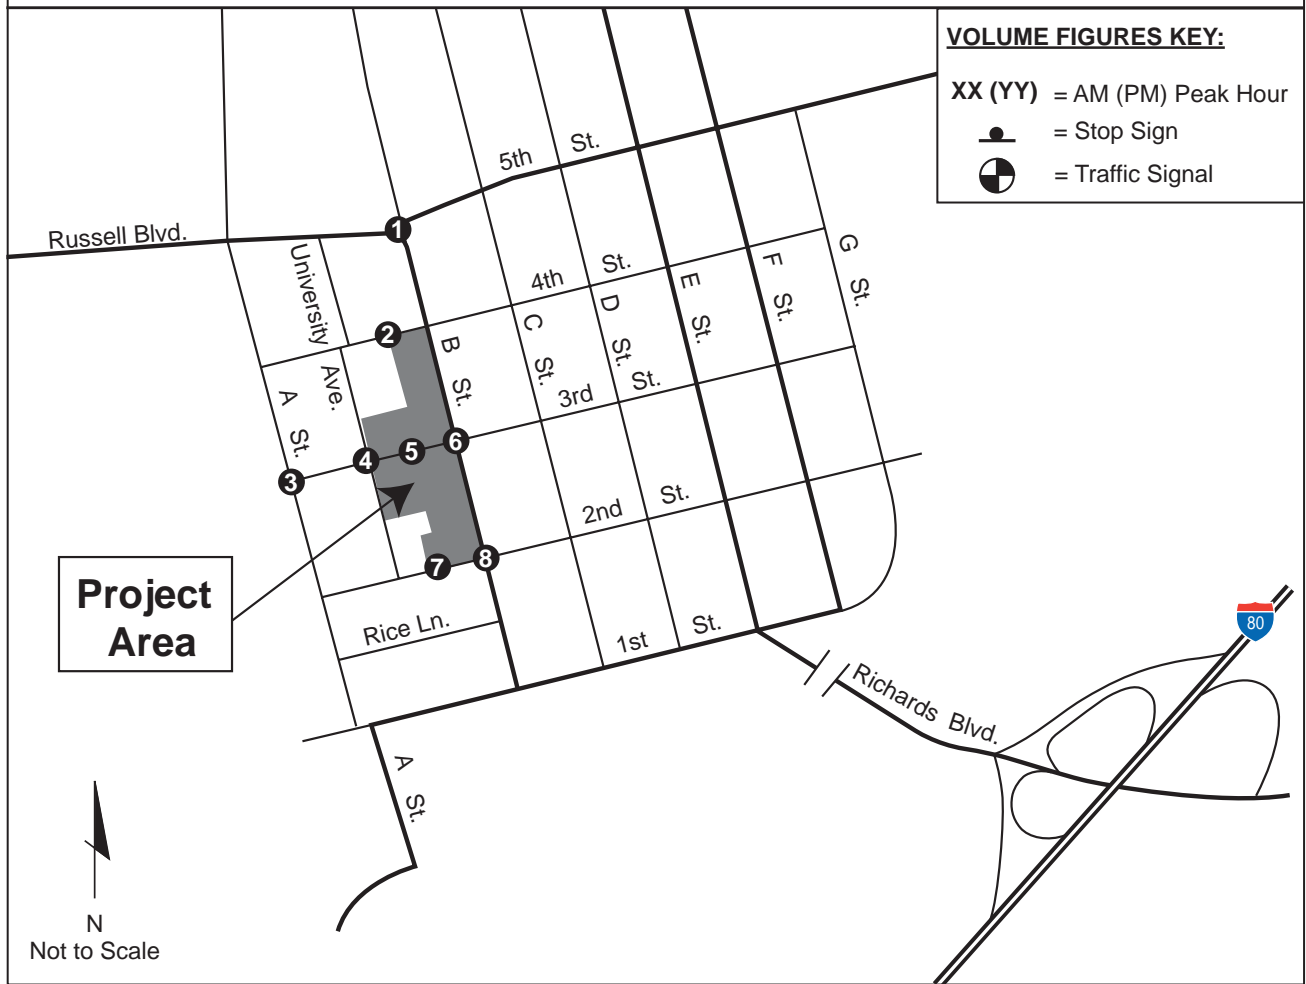 VOLUME FIGURES KEY:
XX (YY) = AM (PM) Peak Hour
= Stop Sign
= Traffic Signal
5th St.
Russell Blvd.
1
University Ave.
4th St.
2
A St.
B St.
C St.
D St.
E St.
F St.
G St.
3rd St.
3
4
5
6
2nd St.
7
8
Project
Area
Rice Ln.
1st St.
80
Richards Blvd.
A St.
N
Not to Scale